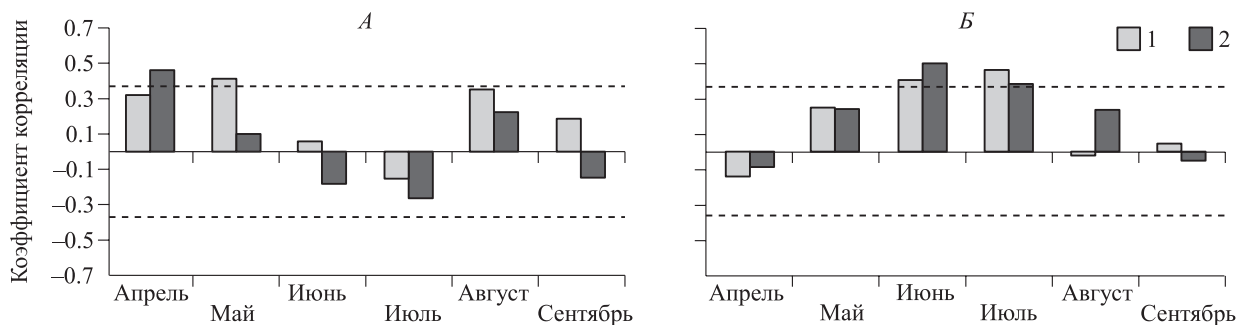 А
Б
Коэффициент корреляции
0.7
0.5
0.3
0.1
–0.1
–0.3
–0.5
–0.7
1
2
Апрель
Май
Июнь
Июль
Август
Сентябрь
Апрель
Май
Июнь
Июль
Август
Сентябрь